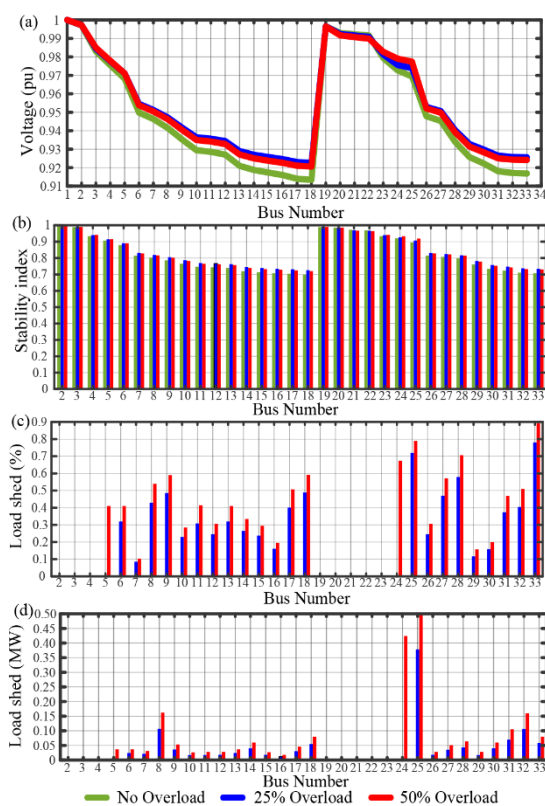 (a)
1
0.99
0.98
0.97
0.96
0.95
0.94
0.93
0.92
0.91
Voltage (pu)
1 2 3 4 5 6 7 8 9 10 11 12 13 14 15 16 17 18 19 20 21 22 23 24 25 26 27 28 29 30 31 32 33 34
Bus Number
(b)
1
0.9
0.8
0.7
0.6
0.5
0.4
0.3
0.2
0.1
0
Stability index
2 3 4 5 6 7 8 9 10 11 12 13 14 15 16 17 18 19 20 21 22 23 24 25 26 27 28 29 30 31 32 33
Bus Number
(c)
0.9
0.8
0.7
0.6
0.5
0.4
0.3
0.2
0.1
0
Load shed (%)
2 3 4 5 6 7 8 9 10 11 12 13 14 15 16 17 18 19 20 21 22 23 24 25 26 27 28 29 30 31 32 33
Bus Number
(d)
0.50
0.45
0.40
0.35
0.30
0.25
0.20
0.15
0.10
0.05
0
Load shed (MW)
2 3 4 5 6 7 8 9 10 11 12 13 14 15 16 17 18 19 20 21 22 23 24 25 26 27 28 29 30 31 32 33
Bus Number
No Overload 25% Overload 50% Overload